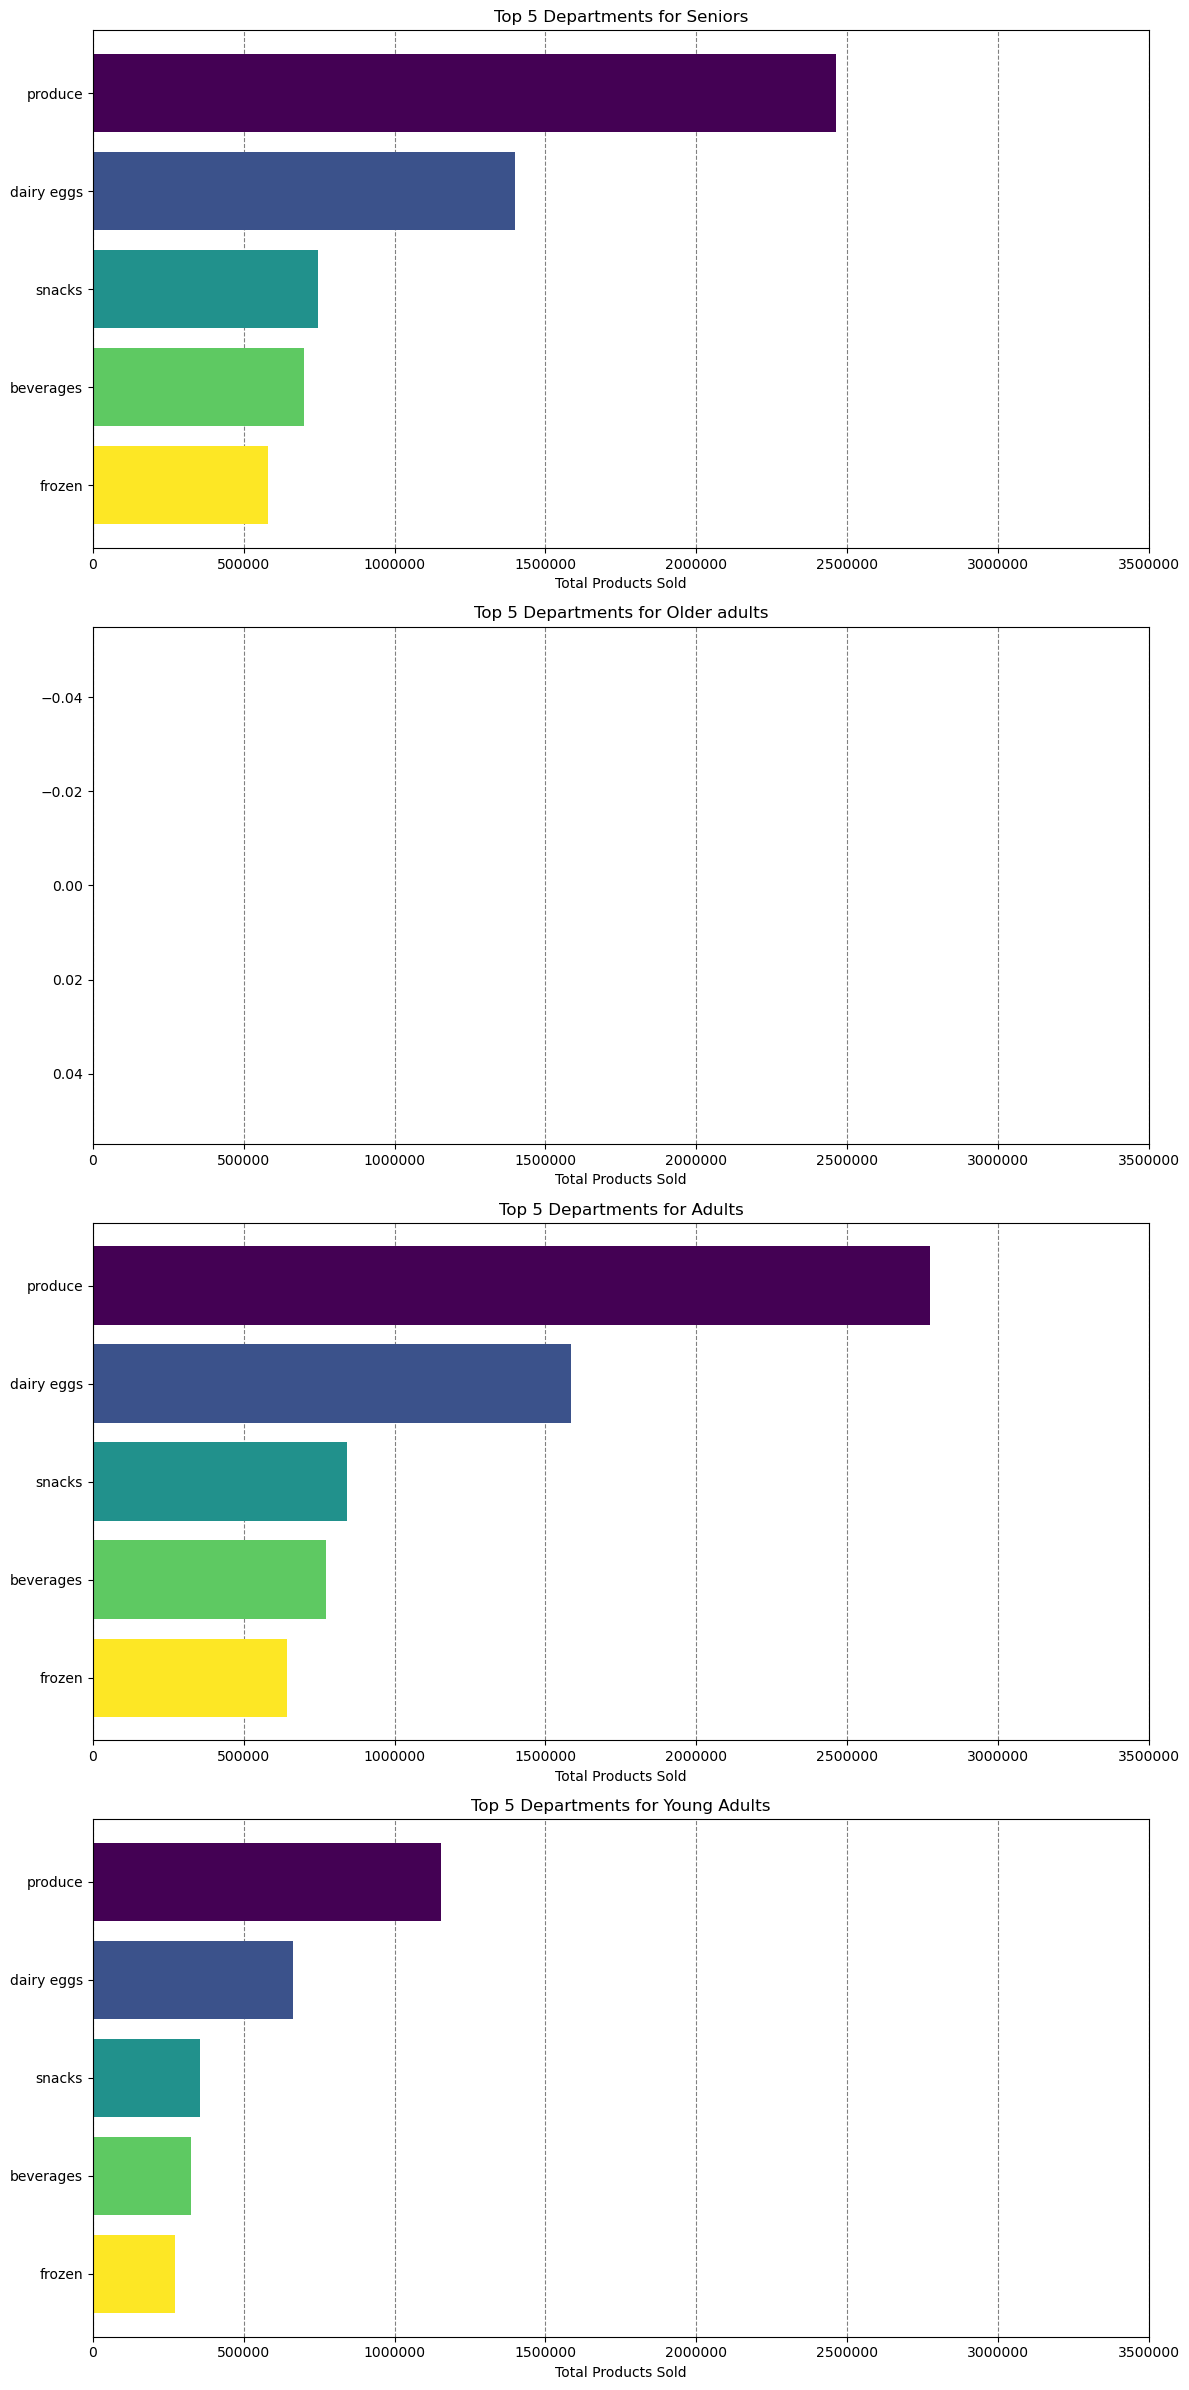 Top 5 Departments for Seniors
produce
dairy eggs
snacks
beverages
frozen
0 500000 1000000 1500000 2000000 2500000 3000000 3500000
Total Products Sold
Top 5 Departments for Older adults
−0.04
−0.02
0.00
0.02
0.04
0 500000 1000000 1500000 2000000 2500000 3000000 3500000
Total Products Sold
Top 5 Departments for Adults
produce
dairy eggs
snacks
beverages
frozen
0 500000 1000000 1500000 2000000 2500000 3000000 3500000
Total Products Sold
Top 5 Departments for Young Adults
produce
dairy eggs
snacks
beverages
frozen
0 500000 1000000 1500000 2000000 2500000 3000000 3500000
Total Products Sold